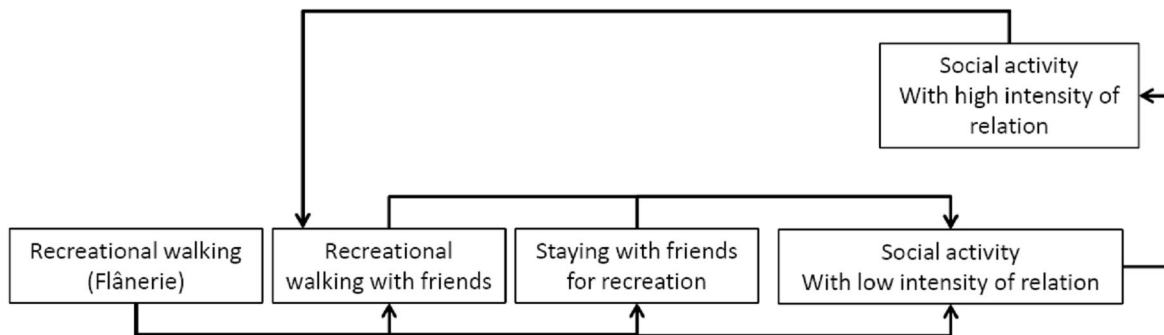 Social activity
With high intensity of
relation
Recreational walking
(Flânerie)
Recreational
walking with friends
Staying with friends
for recreation
Social activity
With low intensity of relation